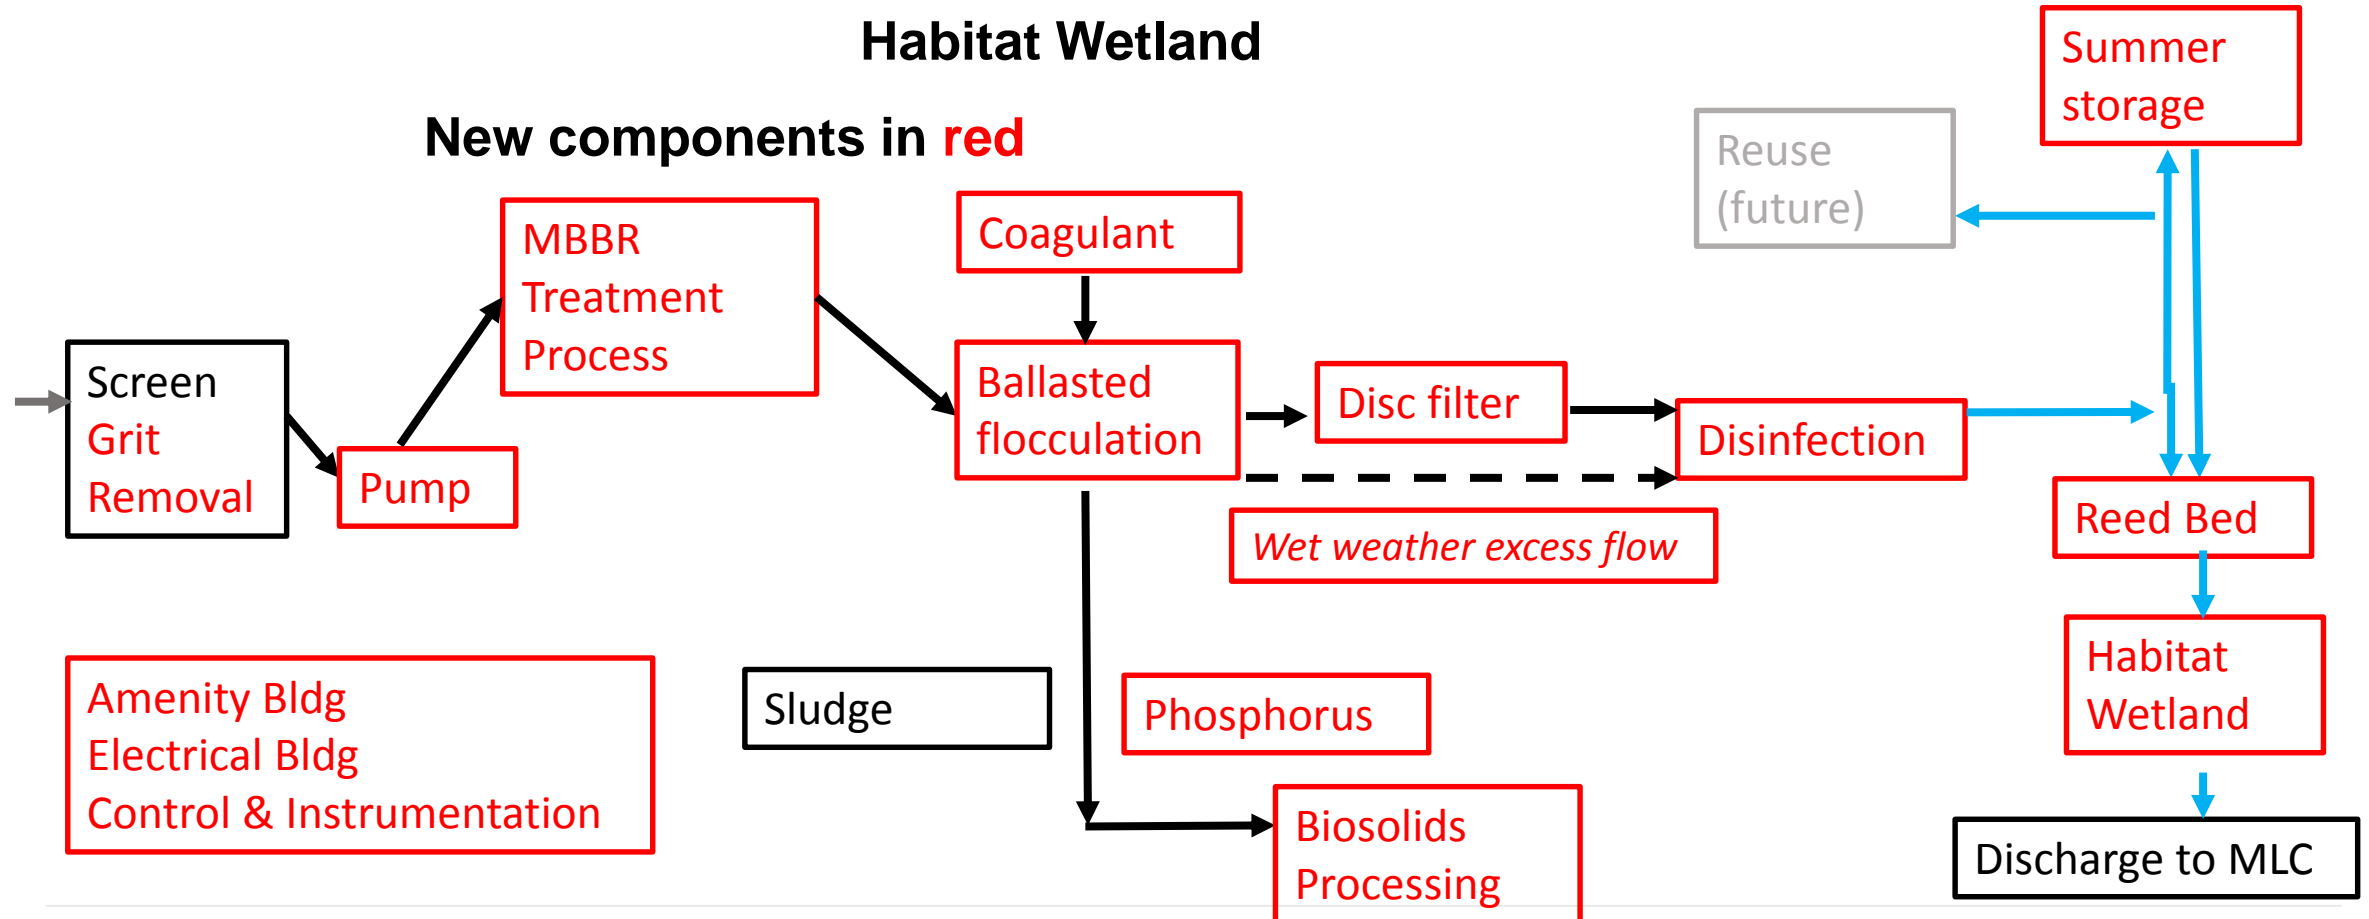 Habitat Wetland
New components in red
Summer
storage
Reuse
(future)
MBBR
Treatment
Process
Coagulant
Screen
Grit
Removal
Pump
Ballasted
flocculation
Disc filter
Disinfection
Wet weather excess flow
Reed Bed
Habitat
Wetland
Amenity Bldg
Electrical Bldg
Control & Instrumentation
Sludge
Phosphorus
Biosolids
Processing
Discharge to MLC